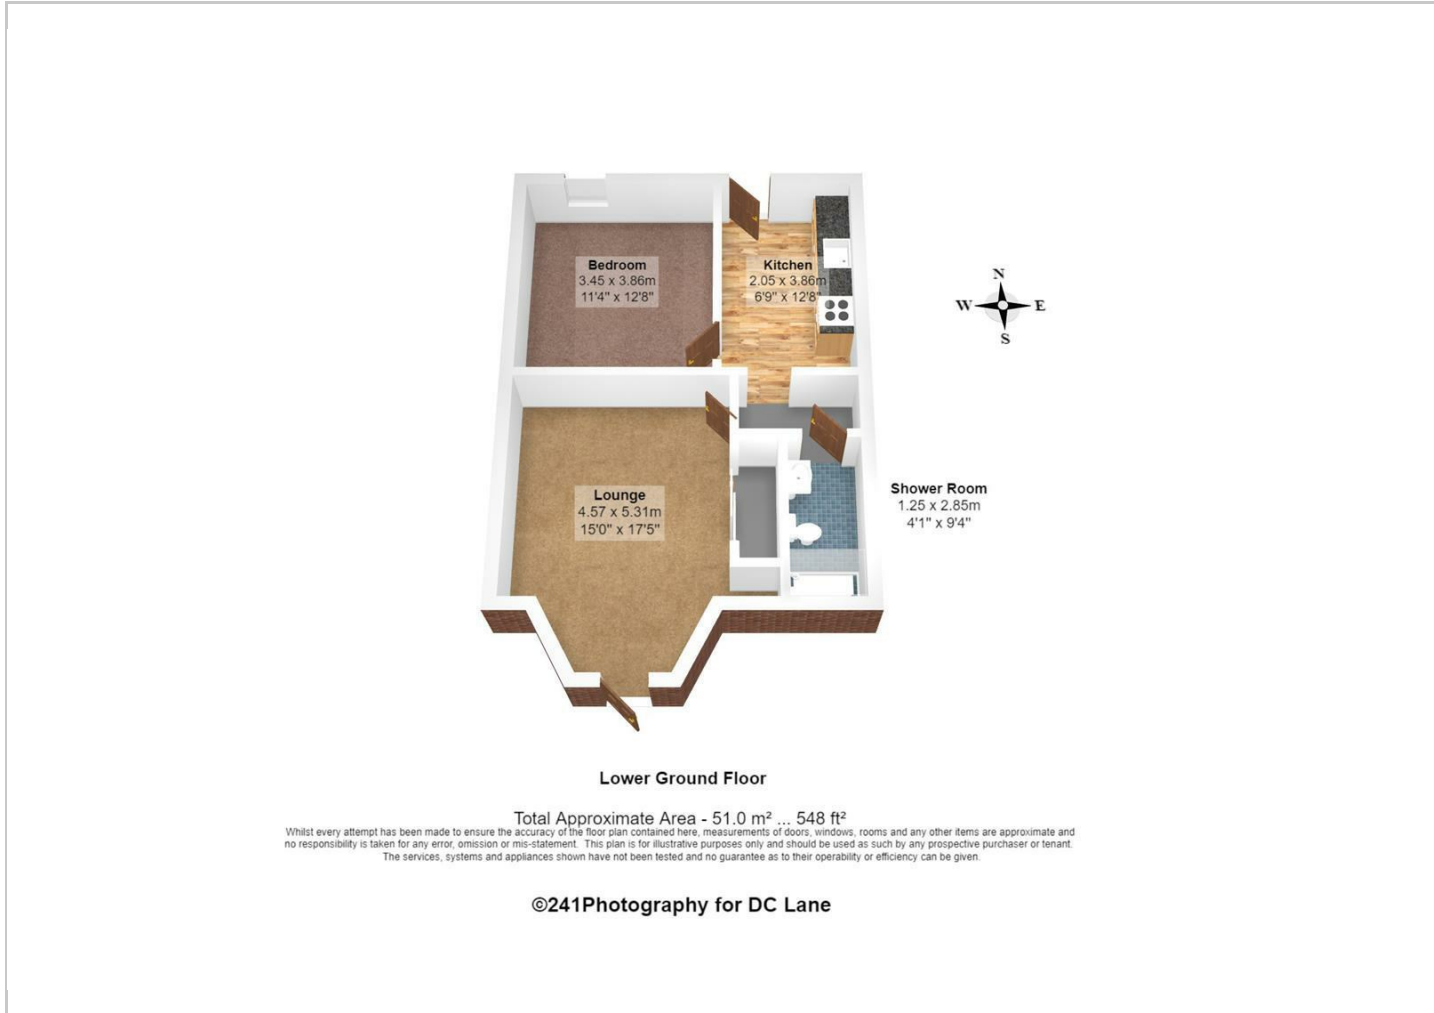 Bedroom
3.45 x 3.86m
11'4" x 12'8"
Kitchen
2.05 x 3.86m
6'9" x 12'8"
N
W
E
S
Lounge
4.57 x 5.31m
15'0" x 17'5"
Shower Room
1.25 x 2.85m
4'1" x 9'4"
Lower Ground Floor
Total Approximate Area - 51.0 m² ... 548 ft²
Whilst every attempt has been made to ensure the accuracy of the floor plan contained here, measurements of doors, windows, rooms and any other items are approximate and
no responsibility is taken for any error, omission or mis-statement. This plan is for illustrative purposes only and should be used as such by any prospective purchaser or tenant.
The services, systems and appliances shown have not been tested and no guarantee as to their operability or efficiency can be given.
©241Photography for DC Lane